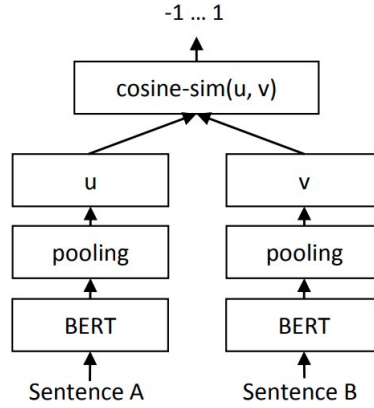 -1 … 1
cosine-sim(u, v)
u
v
pooling
pooling
BERT
BERT
Sentence A
Sentence B